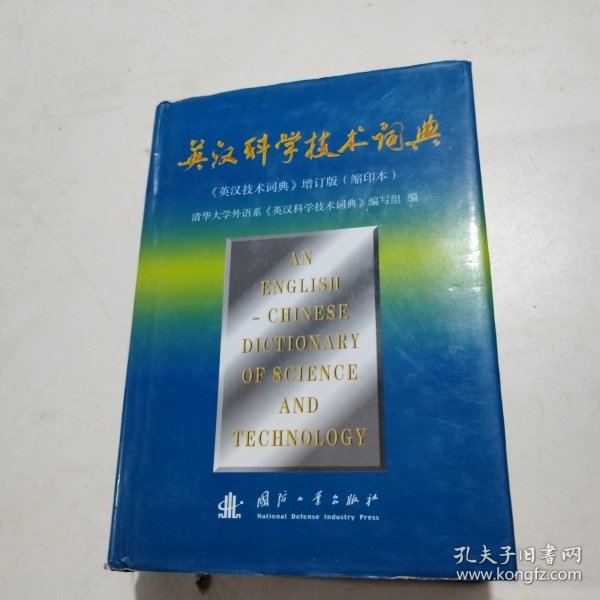 英汉科学技术词典
《英汉技术词典》增订版（缩印本）
清华大学外语系《英汉科学技术词典》编写组 编
AN
ENGLISH
- CHINESE
DICTIONARY
OF SCIENCE
AND
TECHNOLOGY
国防工业出版社
National Defense Industry Press
孔夫子旧书网
www.kongfz.com